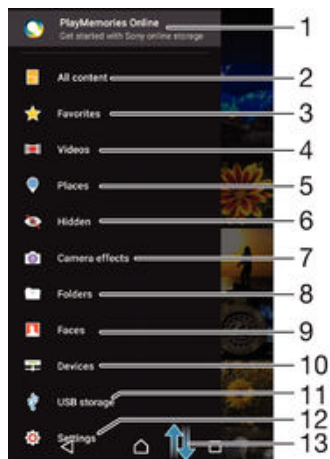 PlayMemories Online 1
Get started with Sony online storage
All content 2
Favorites 3
Videos 4
Places 5
Hidden 6
Camera effects 7
Folders 8
Faces 9
Devices 10
USB storage 11
Settings 12
13